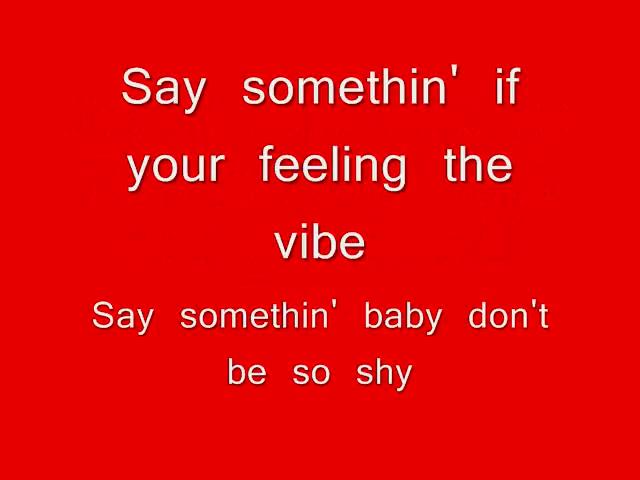 Say somethin' if
your feeling the
vibe
Say somethin' baby don't
be so shy